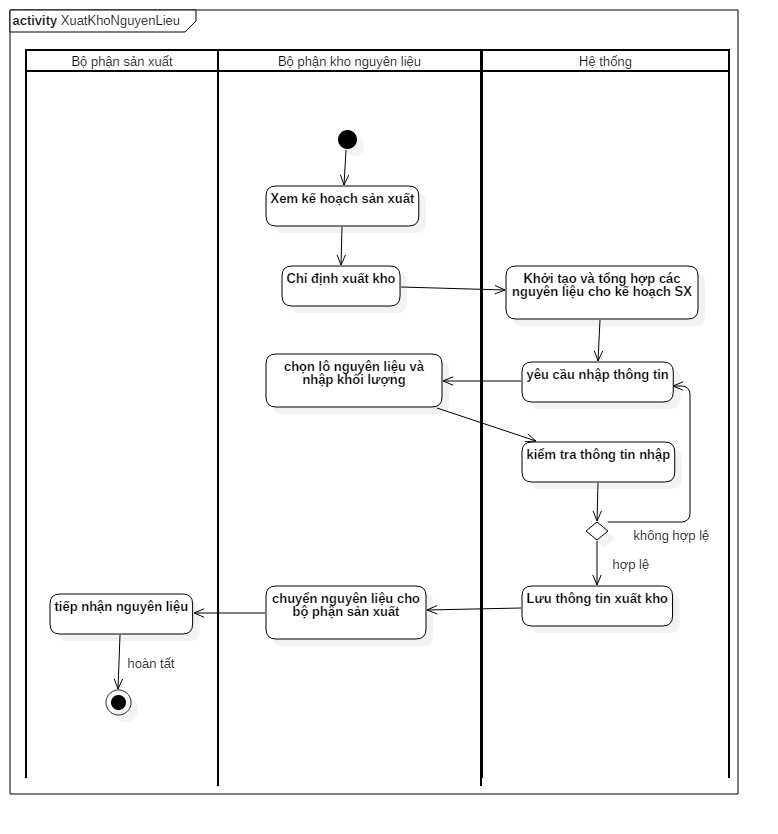 activity XuatKhoNguyenLieu
Bộ phận sản xuất
Bộ phận kho nguyên liệu
Hệ thống
Xem kế hoạch sản xuất
Chỉ định xuất kho
Khởi tạo và tổng hợp các
nguyên liệu cho kế hoạch SX
chọn lô nguyên liệu và
nhập khối lượng
yêu cầu nhập thông tin
kiểm tra thông tin nhập
không hợp lệ
hợp lệ
tiếp nhận nguyên liệu
chuyển nguyên liệu cho
bộ phận sản xuất
Lưu thông tin xuất kho
hoàn tất